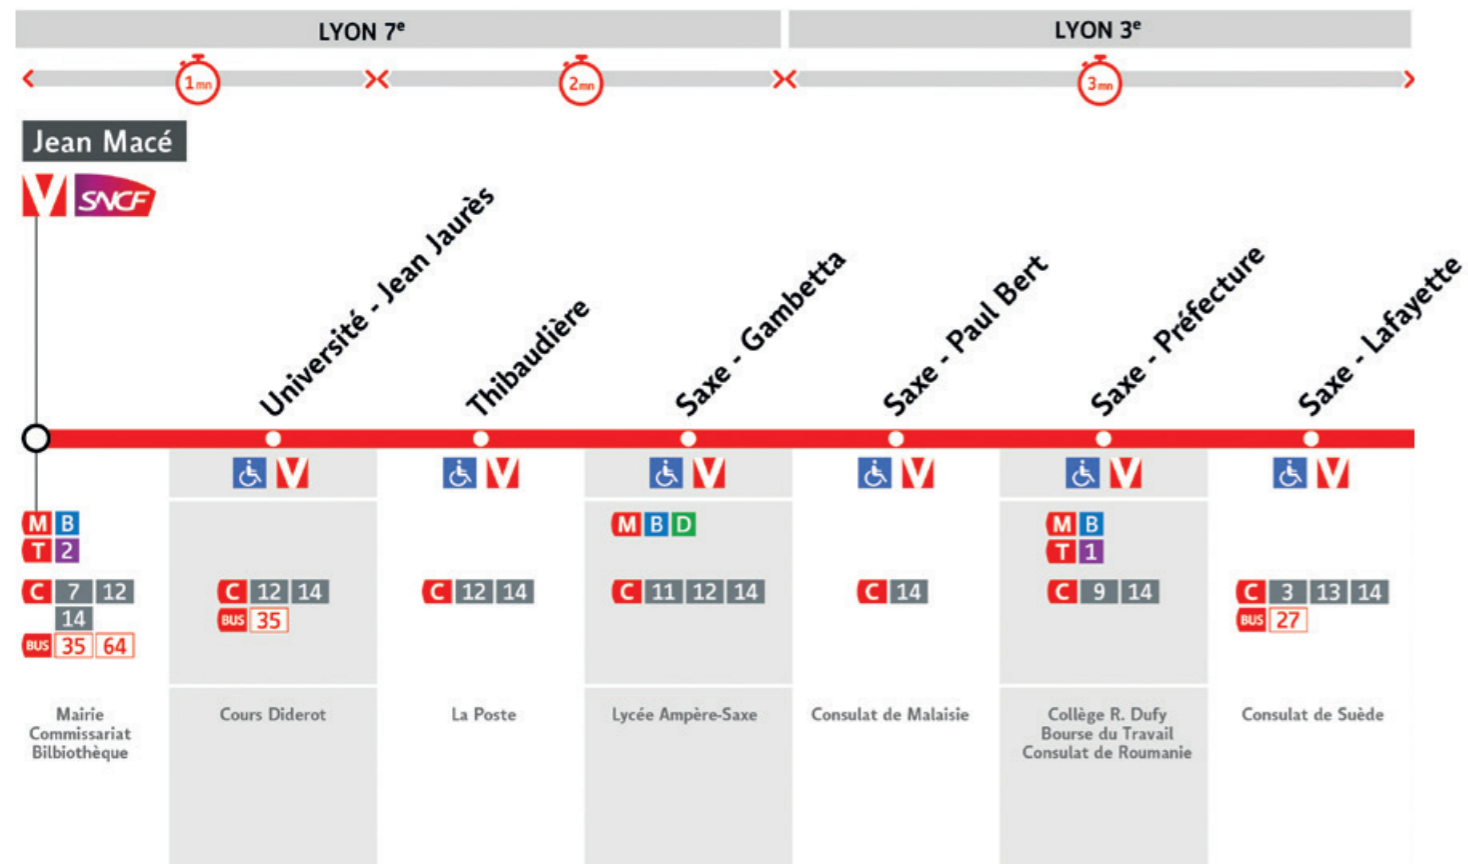 LYON 7e
LYON 3e
1mn
2mn
3mn
Jean Macé
V SNCF
Université - Jean Jaurès
Thibaudière
Saxe - Gambetta
Saxe - Paul Bert
Saxe - Préfecture
Saxe - Lafayette
V
V
V
V
V
V
M B
T 2
C 7 12
14
BUS 35 64
Mairie
Commissariat
Bilbiothèque
C 12 14
BUS 35
Cours Diderot
C 12 14
La Poste
M B D
C 11 12 14
Lycée Ampère-Saxe
C 14
Consulat de Malaisie
M B
T 1
C 9 14
Collège R. Dufy
Bourse du Travail
Consulat de Roumanie
C 3 13 14
BUS 27
Consulat de Suède